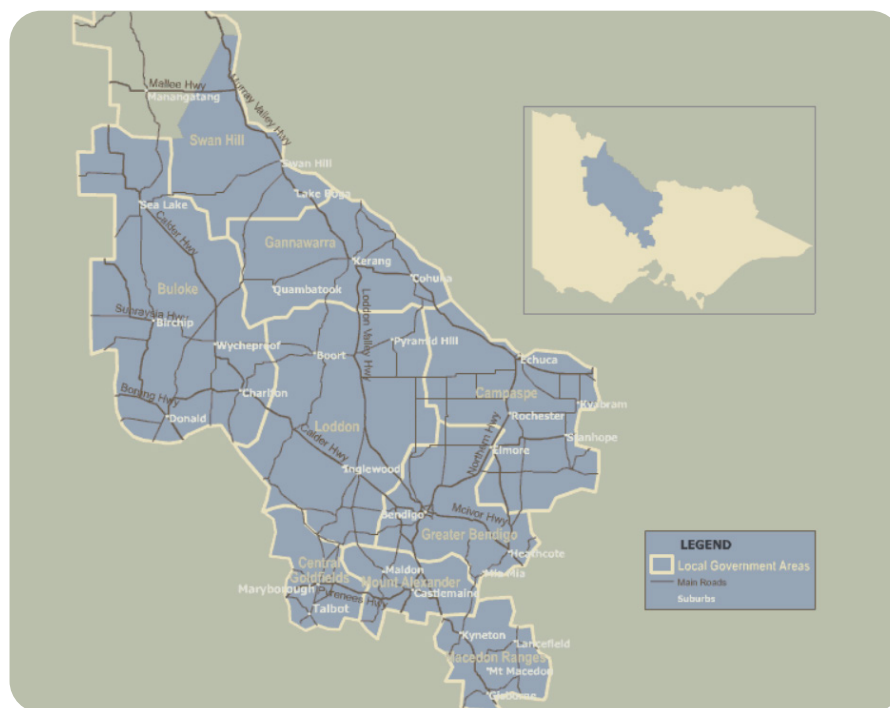 Mallee Hwy
Manangatang
Murray Valley Hwy
Swan Hill
Swan Hill
Lake Boga
Sea Lake
Calder Hwy
Gannawarra
Kerang
Cohuna
Buloke
Quambatook
Loddon Valley Hwy
Sunraysia Hwy
Birchip
Wycheproof
Boort
Pyramid Hill
Echuca
Campaspe
Charlton
Borung Hwy
Donald
Kyabram
Rochester
Loddon
Calder Hwy
Stanhope
Northern Hwy
Elmore
Inglewood
Bendigo
McIvor Hwy
Greater Bendigo
Heathcote
Central
Goldfields
Maldon
Mia Mia
Mount Alexander
Maryborough
Pyrenees Hwy
Castlemaine
Talbot
Kyneton
Lancefield
Macedon Ranges
Mt Macedon
Gisborne
LEGEND
Local Government Areas
Main Roads
Suburbs